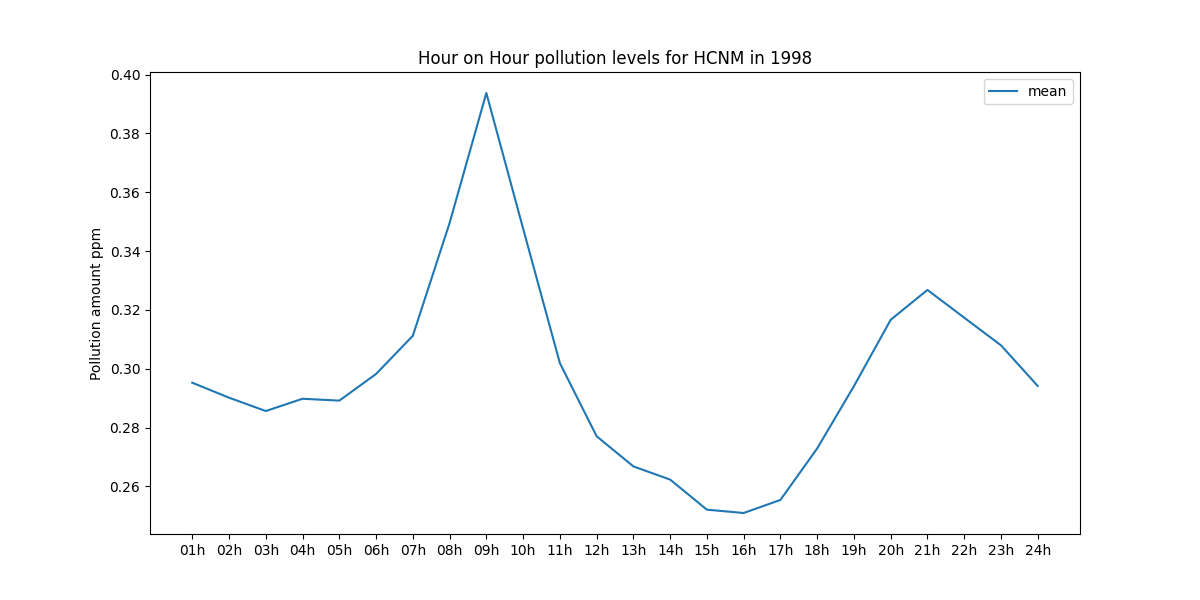 Hour on Hour pollution levels for HCNM in 1998
mean
Pollution amount ppm
0.40
0.38
0.36
0.34
0.32
0.30
0.28
0.26
01h 02h 03h 04h 05h 06h 07h 08h 09h 10h 11h 12h 13h 14h 15h 16h 17h 18h 19h 20h 21h 22h 23h 24h